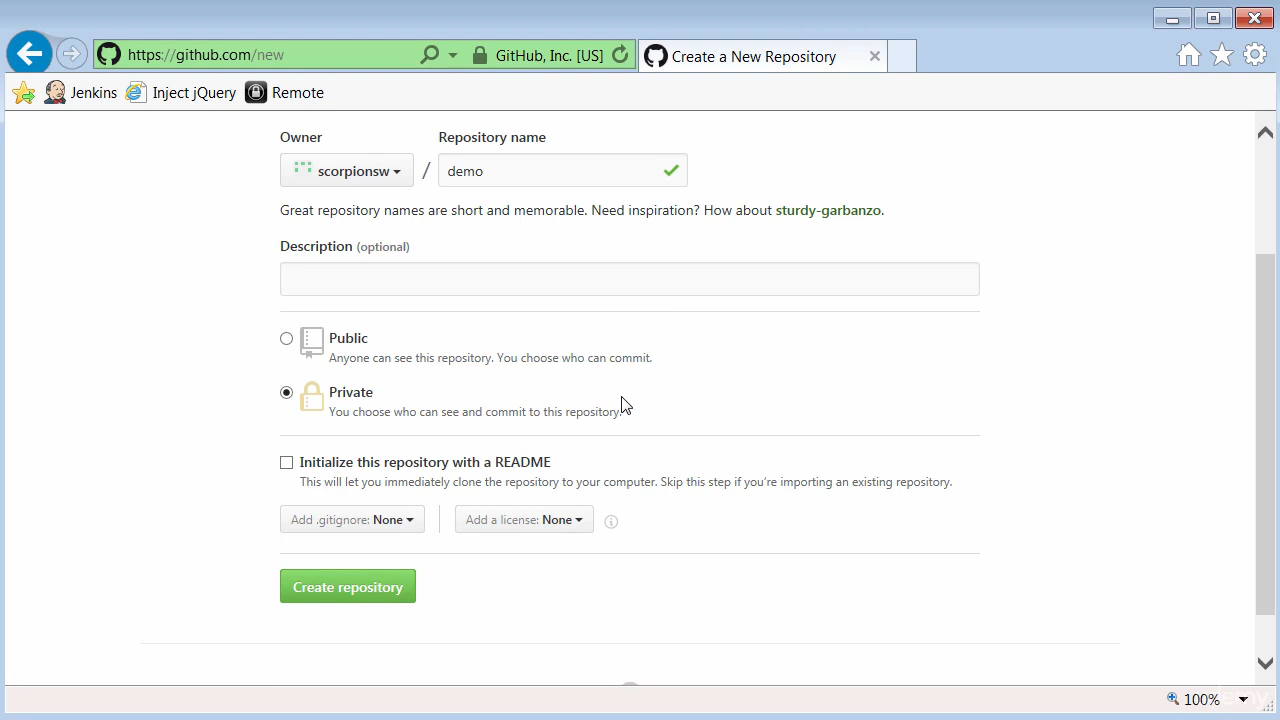 https://github.com/new
GitHub, Inc. [US]
Create a New Repository
Jenkins
Inject jQuery
Remote
Owner
Repository name
scorpionsw
/
demo
Great repository names are short and memorable. Need inspiration? How about sturdy-garbanzo.
Description (optional)
Public
Anyone can see this repository. You choose who can commit.
Private
You choose who can see and commit to this repository.
Initialize this repository with a README
This will let you immediately clone the repository to your computer. Skip this step if you're importing an existing repository.
Add .gitignore: None
Add a license: None
Create repository
100%